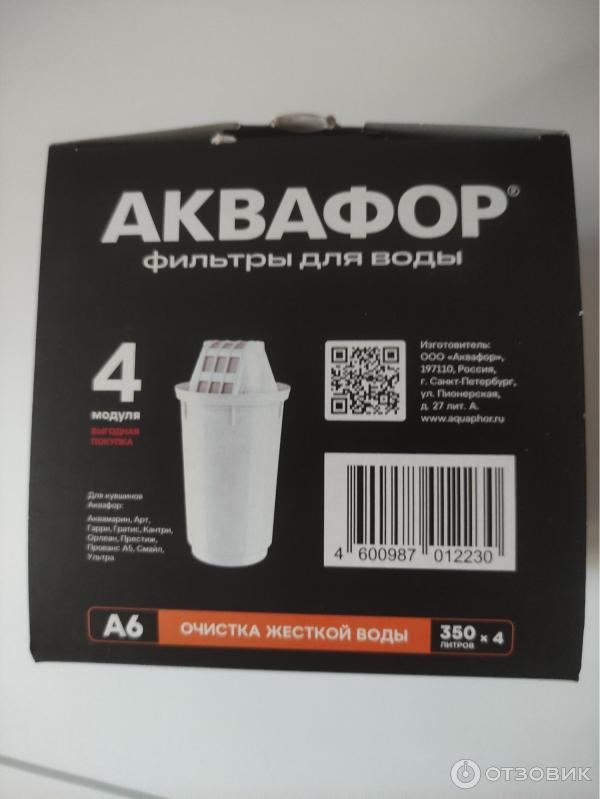 АКВАФОР®
фильтры для воды
4
модуля
ВЫГОДНАЯ
ПОКУПКА
Для кувшинов
Аквафор:
Аквамарин, Арт,
Гарри, Гратис, Кантри,
Орлеан, Престиж,
Прованс А5, Смайл,
Ультра.
Изготовитель:
ООО «Аквафор»,
197110, Россия,
г. Санкт-Петербург,
ул. Пионерская,
д. 27 лит. А.
www.aquaphor.ru
4 600987 012230
А6
ОЧИСТКА ЖЕСТКОЙ ВОДЫ
350 х 4
ЛИТРОВ
ОТЗОВИК